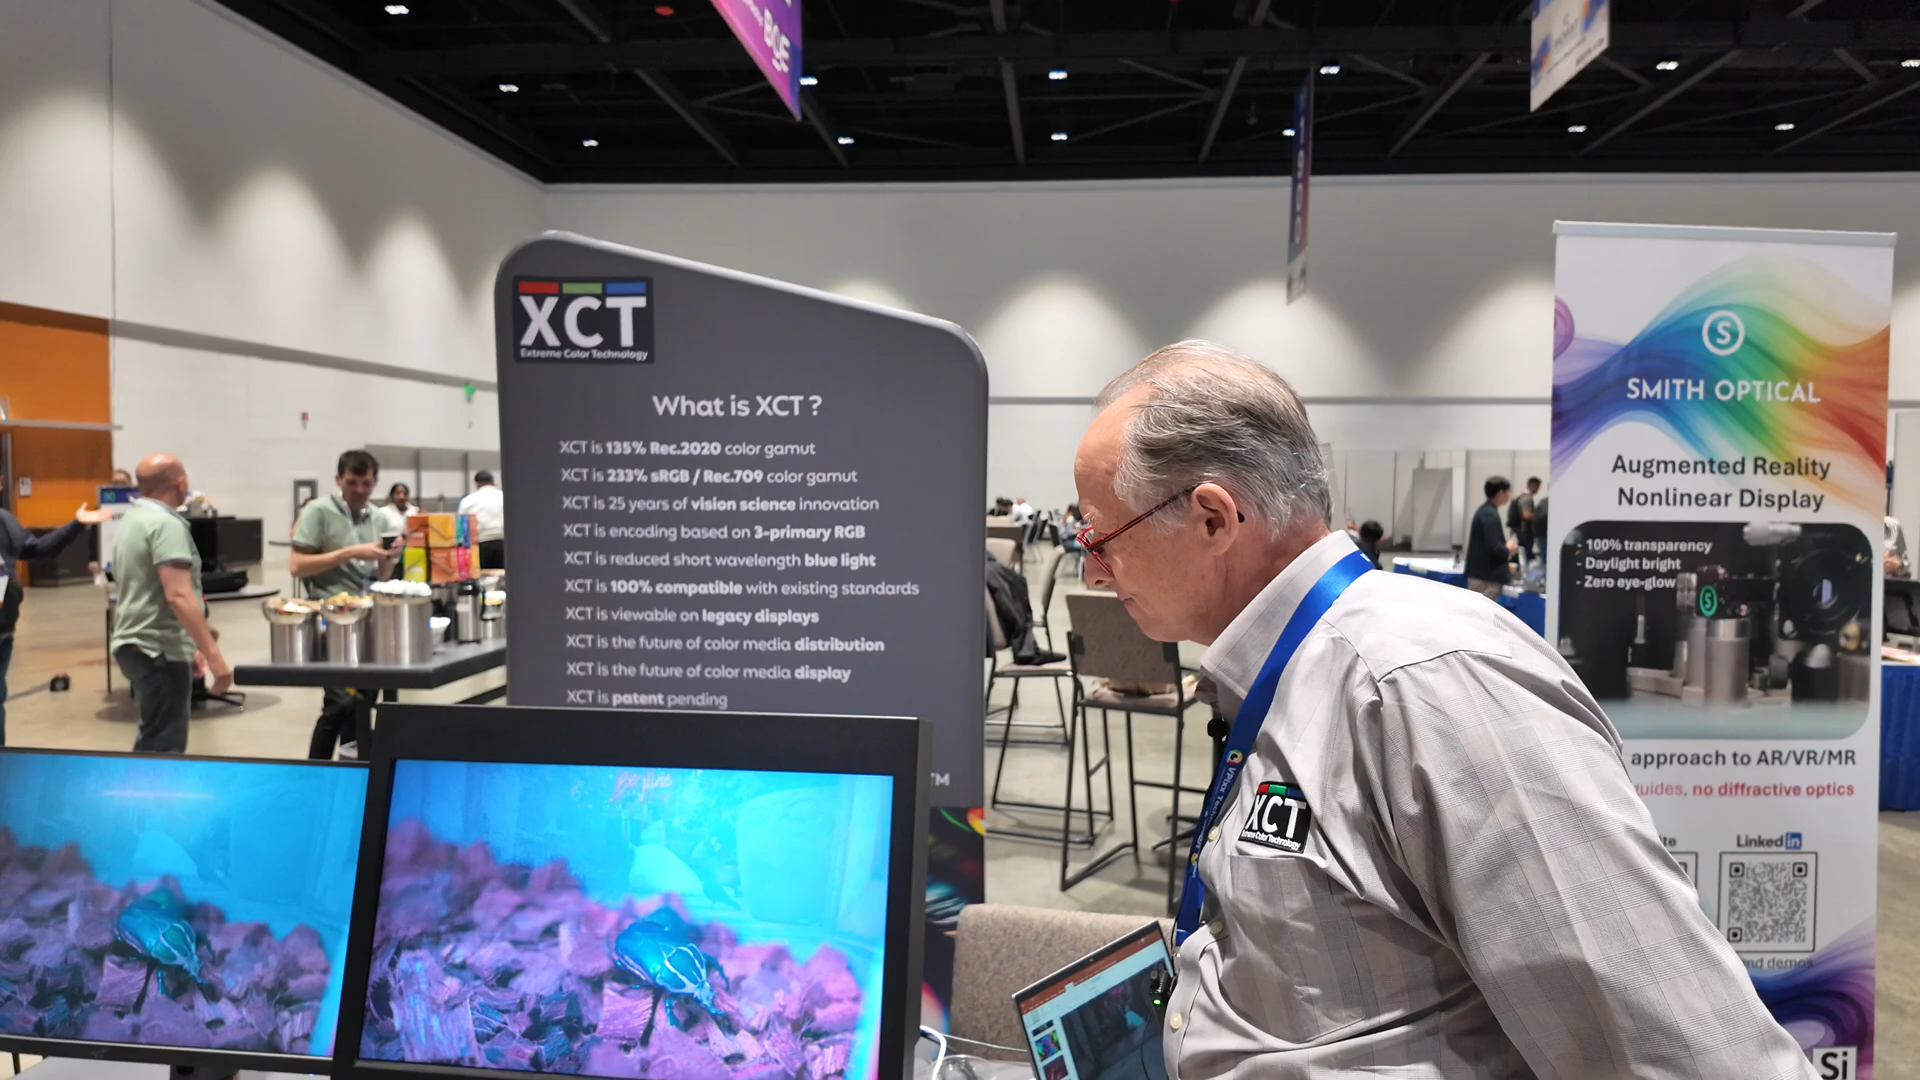 BOE
XCT
Extreme Color Technology
What is XCT ?
XCT is 135% Rec.2020 color gamut
XCT is 233% sRGB / Rec.709 color gamut
XCT is 25 years of vision science innovation
XCT is encoding based on 3-primary RGB
XCT is reduced short wavelength blue light
XCT is 100% compatible with existing standards
XCT is viewable on legacy displays
XCT is the future of color media distribution
XCT is the future of color media display
XCT is patent pending
TM
S
SMITH OPTICAL
Augmented Reality
Nonlinear Display
- 100% transparency
- Daylight bright
- Zero eye-glow
S
approach to AR/VR/MR
no diffractive optics
LinkedIn
demos
VPixx
XCT
Extreme Color Technology